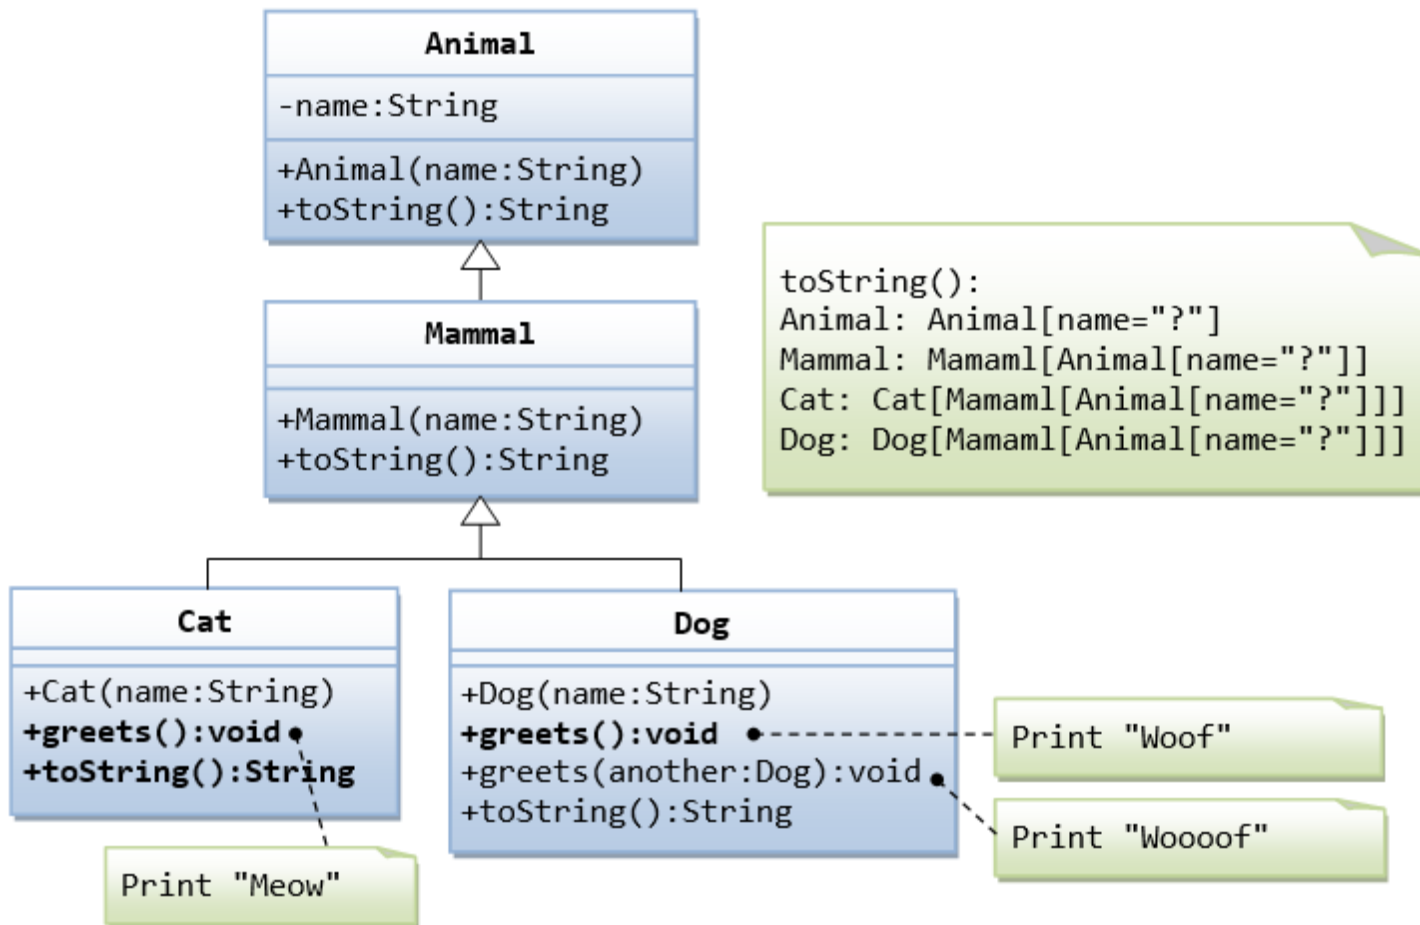 Animal
-name:String
+Animal(name:String)
+toString():String
toString():
Animal: Animal[name="?"]
Mammal: Mamaml[Animal[name="?"]]
Cat: Cat[Mamaml[Animal[name="?"]]]
Dog: Dog[Mamaml[Animal[name="?"]]]
Mammal
+Mammal(name:String)
+toString():String
Cat
+Cat(name:String)
+greets():void
+toString():String
Print "Meow"
Dog
+Dog(name:String)
+greets():void
+greets(another:Dog):void
+toString():String
Print "Woof"
Print "Woooof"